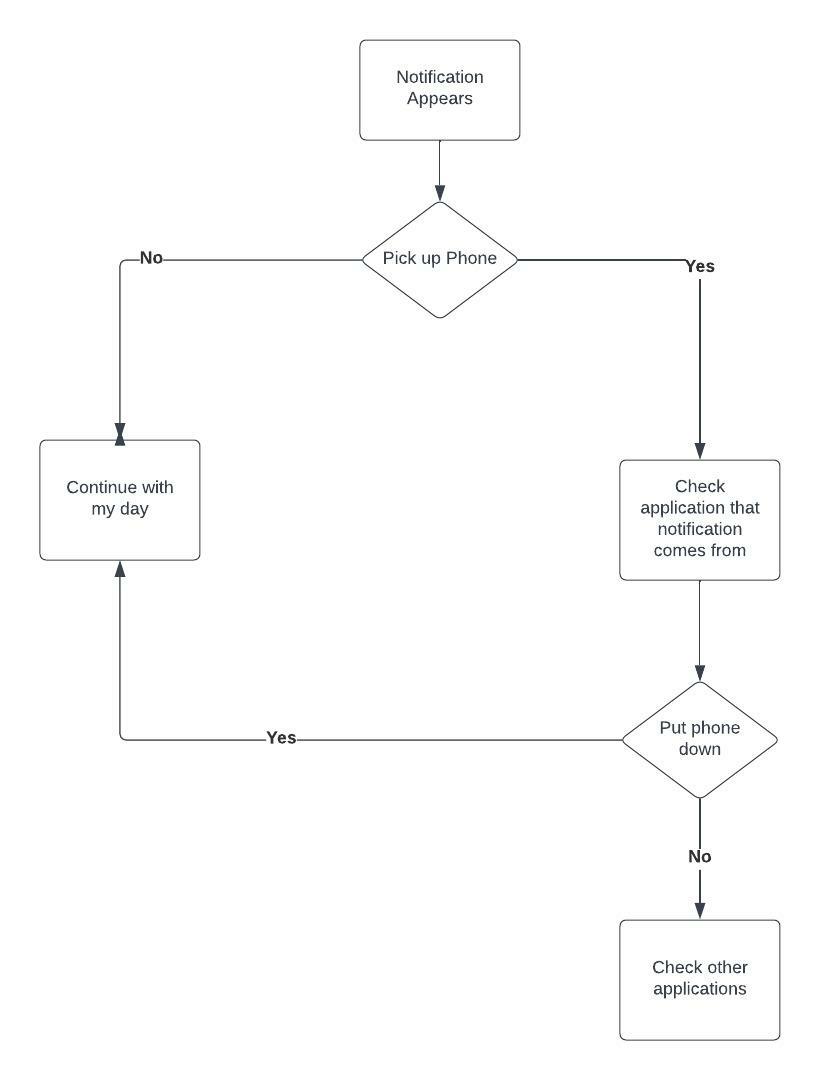 Notification
Appears
Pick up Phone
No
Yes
Continue with
my day
Check
application that
notification
comes from
Put phone
down
Yes
No
Check other
applications